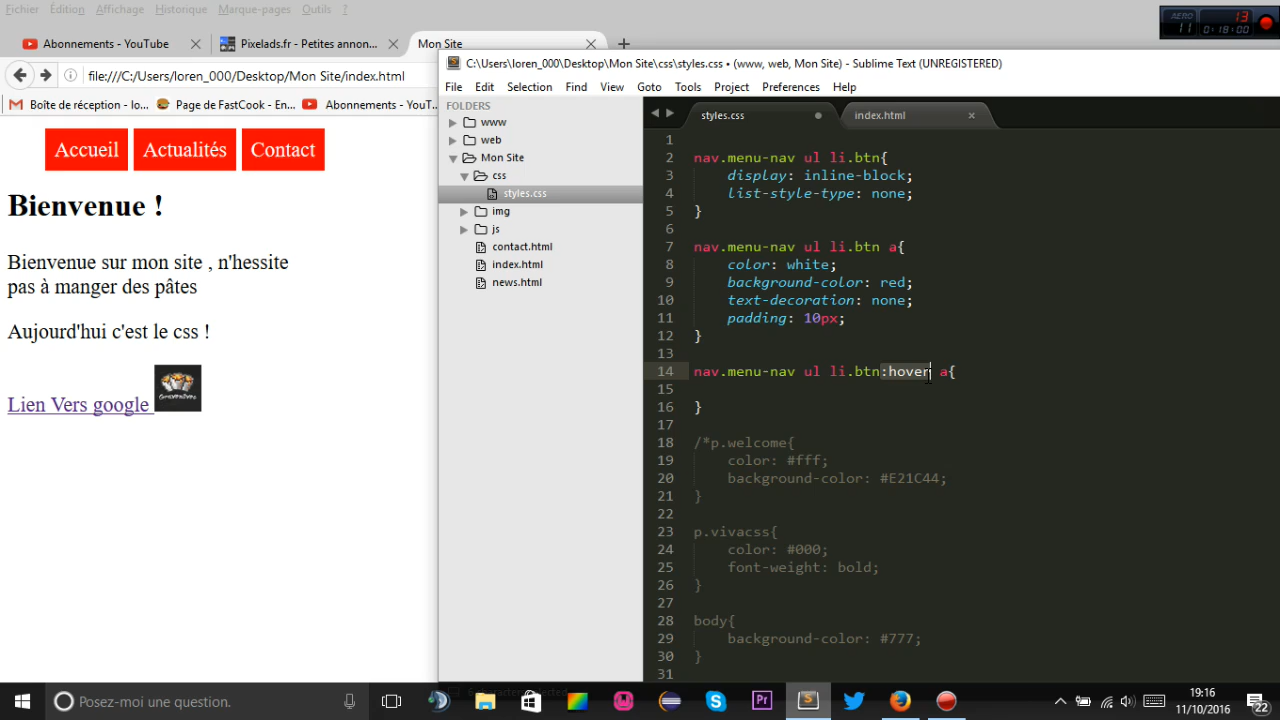 Fichier Édition Affichage Historique Marque-pages Outils ?
AERO 13
11 0:18:00
Abonnements - YouTube
Pixelads.fr - Petites annon...
Mon Site
file:///C:/Users/loren_000/Desktop/Mon Site/index.html
Boîte de réception - lo...
Page de FastCook - En...
Abonnements - YouT...
Accueil Actualités Contact
Bienvenue !
Bienvenue sur mon site , n'hessite
pas à manger des pâtes
Aujourd'hui c'est le css !
Lien Vers google
C:\Users\loren_000\Desktop\Mon Site\css\styles.css • (www, web, Mon Site) - Sublime Text (UNREGISTERED)
File Edit Selection Find View Goto Tools Project Preferences Help
FOLDERS
www
web
Mon Site
css
styles.css
img
js
contact.html
index.html
news.html
styles.css
index.html
1
2 nav.menu-nav ul li.btn{
3 display: inline-block;
4 list-style-type: none;
5 }
6
7 nav.menu-nav ul li.btn a{
8 color: white;
9 background-color: red;
10 text-decoration: none;
11 padding: 10px;
12 }
13
14 nav.menu-nav ul li.btn:hover a{
15
16 }
17
18 /*p.welcome{
19 color: #fff;
20 background-color: #E21C44;
21 }
22
23 p.vivacss{
24 color: #000;
25 font-weight: bold;
26 }
27
28 body{
29 background-color: #777;
30 }
31
Posez-moi une question.
19:16
11/10/2016
22